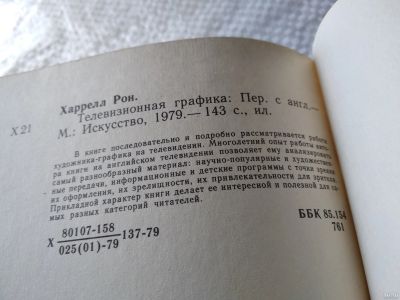 Харрелл Рон.
Х 21 Телевизионная графика: Пер. с англ.—
М.: Искусство, 1979.— 143 с., ил.
В книге последовательно и подробно рассматривается работа
художника-графика на телевидении. Многолетний опыт работы авто-
ра книги на английском телевидении позволяет ему анализировать
самый разнообразный материал: научно-популярные и художествен-
ные передачи, информационные и детские программы с точки зрения
их оформления, их зрелищности, их привлекательности для зрителя.
Прикладной характер книги делает ее интересной и полезной для са-
мых разных категорий читателей.
Х 80107-158
025(01)-79 137-79
ББК 85.154
761